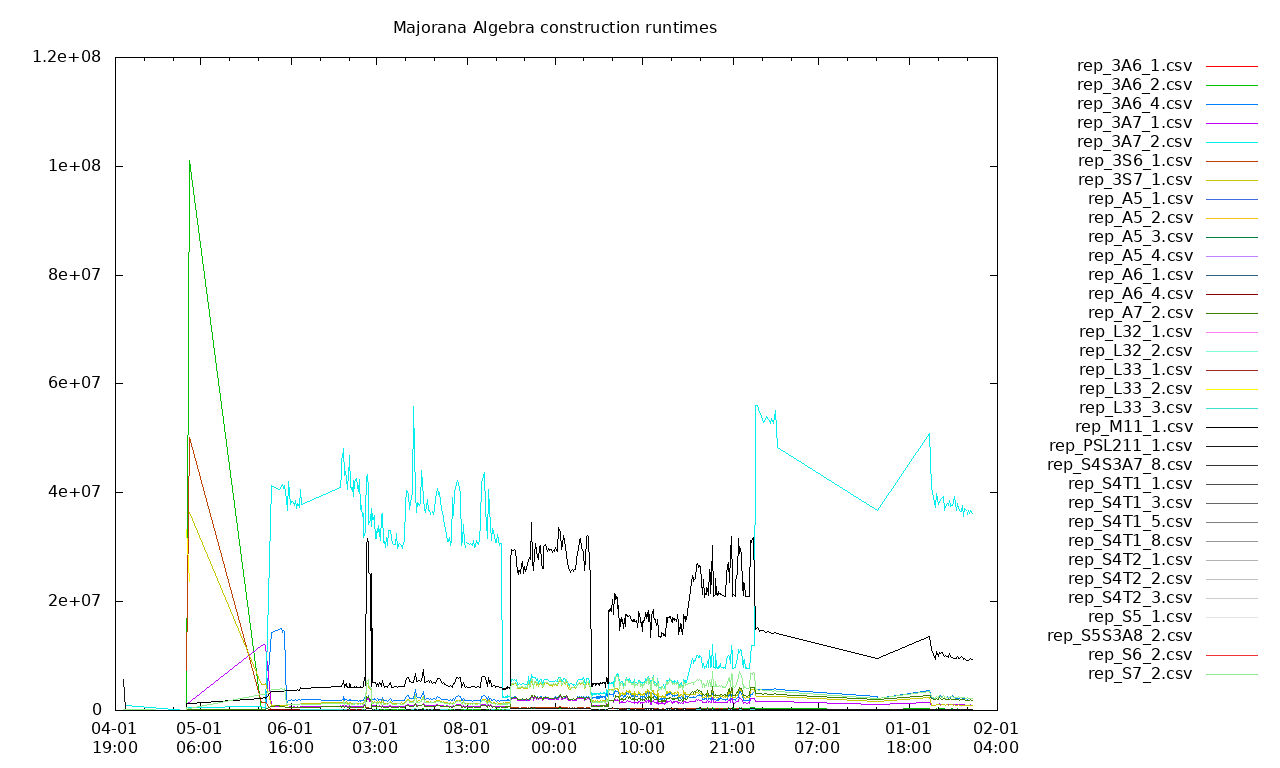 Majorana Algebra construction runtimes
1.2e+08
1e+08
8e+07
6e+07
4e+07
2e+07
0
04-01 05-01 06-01 07-01 08-01 09-01 10-01 11-01 12-01 01-01 02-01
19:00 06:00 16:00 03:00 13:00 00:00 10:00 21:00 07:00 18:00 04:00
rep_3A6_1.csv
rep_3A6_2.csv
rep_3A6_4.csv
rep_3A7_1.csv
rep_3A7_2.csv
rep_3S6_1.csv
rep_3S7_1.csv
rep_A5_1.csv
rep_A5_2.csv
rep_A5_3.csv
rep_A5_4.csv
rep_A6_1.csv
rep_A6_4.csv
rep_A7_2.csv
rep_L32_1.csv
rep_L32_2.csv
rep_L33_1.csv
rep_L33_2.csv
rep_L33_3.csv
rep_M11_1.csv
rep_PSL211_1.csv
rep_S4S3A7_8.csv
rep_S4T1_1.csv
rep_S4T1_3.csv
rep_S4T1_5.csv
rep_S4T1_8.csv
rep_S4T2_1.csv
rep_S4T2_2.csv
rep_S4T2_3.csv
rep_S5_1.csv
rep_S5S3A8_2.csv
rep_S6_2.csv
rep_S7_2.csv